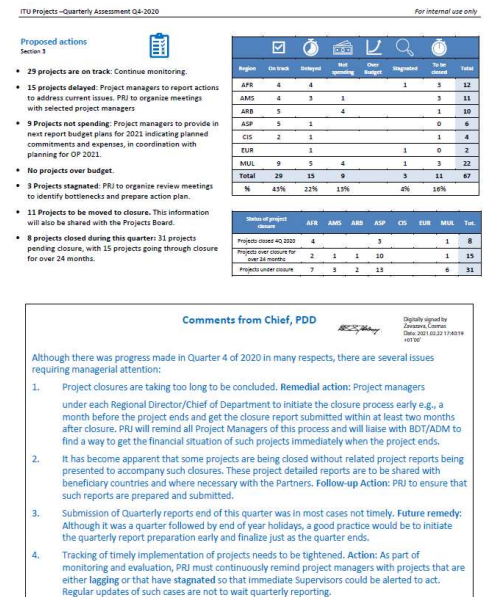 ITU Projects –Quarterly Assessment Q4-2020
For internal use only
Proposed actions
Section 3
• 29 projects are on track: Continue monitoring.
• 15 projects delayed: Project managers to report actions
to address current issues. PRJ to organize meetings
with selected project managers
• 9 Projects not spending: Project managers to provide in
next report budget plans for 2021 indicating planned
commitments and expenses, in coordination with
planning for OP 2021.
• No projects over budget.
• 3 Projects stagnated: PRJ to organize review meetings
to identify bottlenecks and prepare action plan.
• 11 Projects to be moved to closure. This information
will also be shared with the Projects Board.
• 8 projects closed during this quarter: 31 projects
pending closure, with 15 projects going through closure
for over 24 months.
Region On track Delayed Not spending Over Budget Stagnated To be closed Total
AFR 4 4 1 3 12
AMS 4 3 1 3 11
ARB 5 4 1 10
ASP 5 1 0 6
CIS 2 1 1 4
EUR 1 1 0 2
MUL 9 5 4 1 3 22
Total 29 15 9 3 11 67
% 43% 22% 13% 4% 16%
Status of project closure AFR AMS ARB ASP CIS EUR MUL Tot.
Projects closed 4Q 2020 4 3 1 8
Projects over closure for over 24 months 2 1 1 10 1 15
Projects under closure 7 3 2 13 6 31
Comments from Chief, PDD
Digitally signed by
Zavazava, Cosmas
Date: 2021.02.22 17:40:19
+01'00'
Although there was progress made in Quarter 4 of 2020 in many respects, there are several issues
requiring managerial attention:
1. Project closures are taking too long to be concluded. Remedial action: Project managers
under each Regional Director/Chief of Department to initiate the closure process early e.g., a
month before the project ends and get the closure report submitted within at least two months
after closure. PRJ will remind all Project Managers of this process and will liaise with BDT/ADM to
find a way to get the financial situation of such projects immediately when the project ends.
2. It has become apparent that some projects are being closed without related project reports being
presented to accompany such closures. These project detailed reports are to be shared with
beneficiary countries and where necessary with the Partners. Follow-up Action: PRJ to ensure that
such reports are prepared and submitted.
3. Submission of Quarterly reports end of this quarter was in most cases not timely. Future remedy:
Although it was a quarter followed by end of year holidays, a good practice would be to initiate
the quarterly report preparation early and finalize just as the quarter ends.
4. Tracking of timely implementation of projects needs to be tightened. Action: As part of
monitoring and evaluation, PRJ must continuously remind project managers with projects that are
either lagging or that have stagnated so that immediate Supervisors could be alerted to act.
Regular updates of such cases are not to wait quarterly reporting.